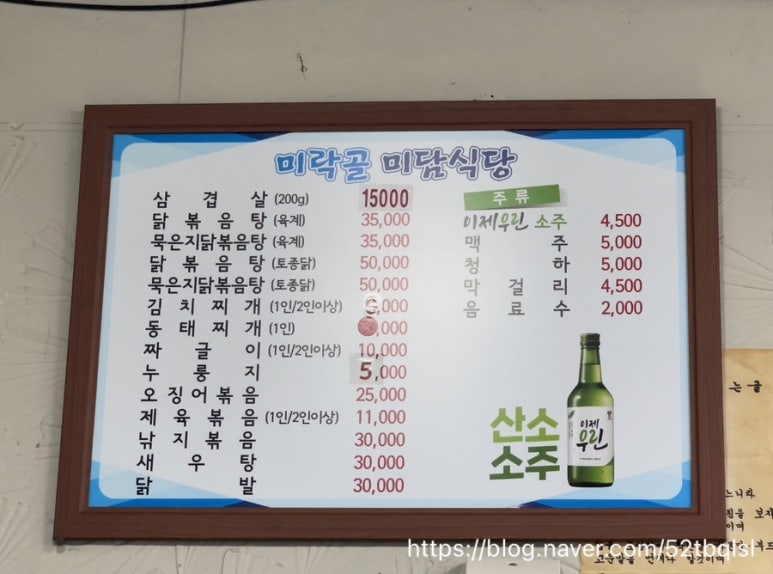 미락골 미담식당
삼겹살 (200g) 15000
닭볶음탕 (육계) 35,000
묵은지닭볶음탕 (육계) 35,000
닭볶음탕 (토종닭) 50,000
묵은지닭볶음탕 (토종닭) 50,000
김치찌개 (1인/2인이상) ,000
동태찌개 (1인) ,000
짜글이 (1인/2인이상) 10,000
누룽지 5,000
오징어볶음 25,000
제육볶음 (1인/2인이상) 11,000
낚지볶음 30,000
새우탕 30,000
닭발 30,000
주류
이제우린 소주 4,500
맥주 5,000
청하 5,000
막걸리 4,500
음료수 2,000
산소
소주
이제
우린
는글
https://blog.naver.com/52tbqlsl